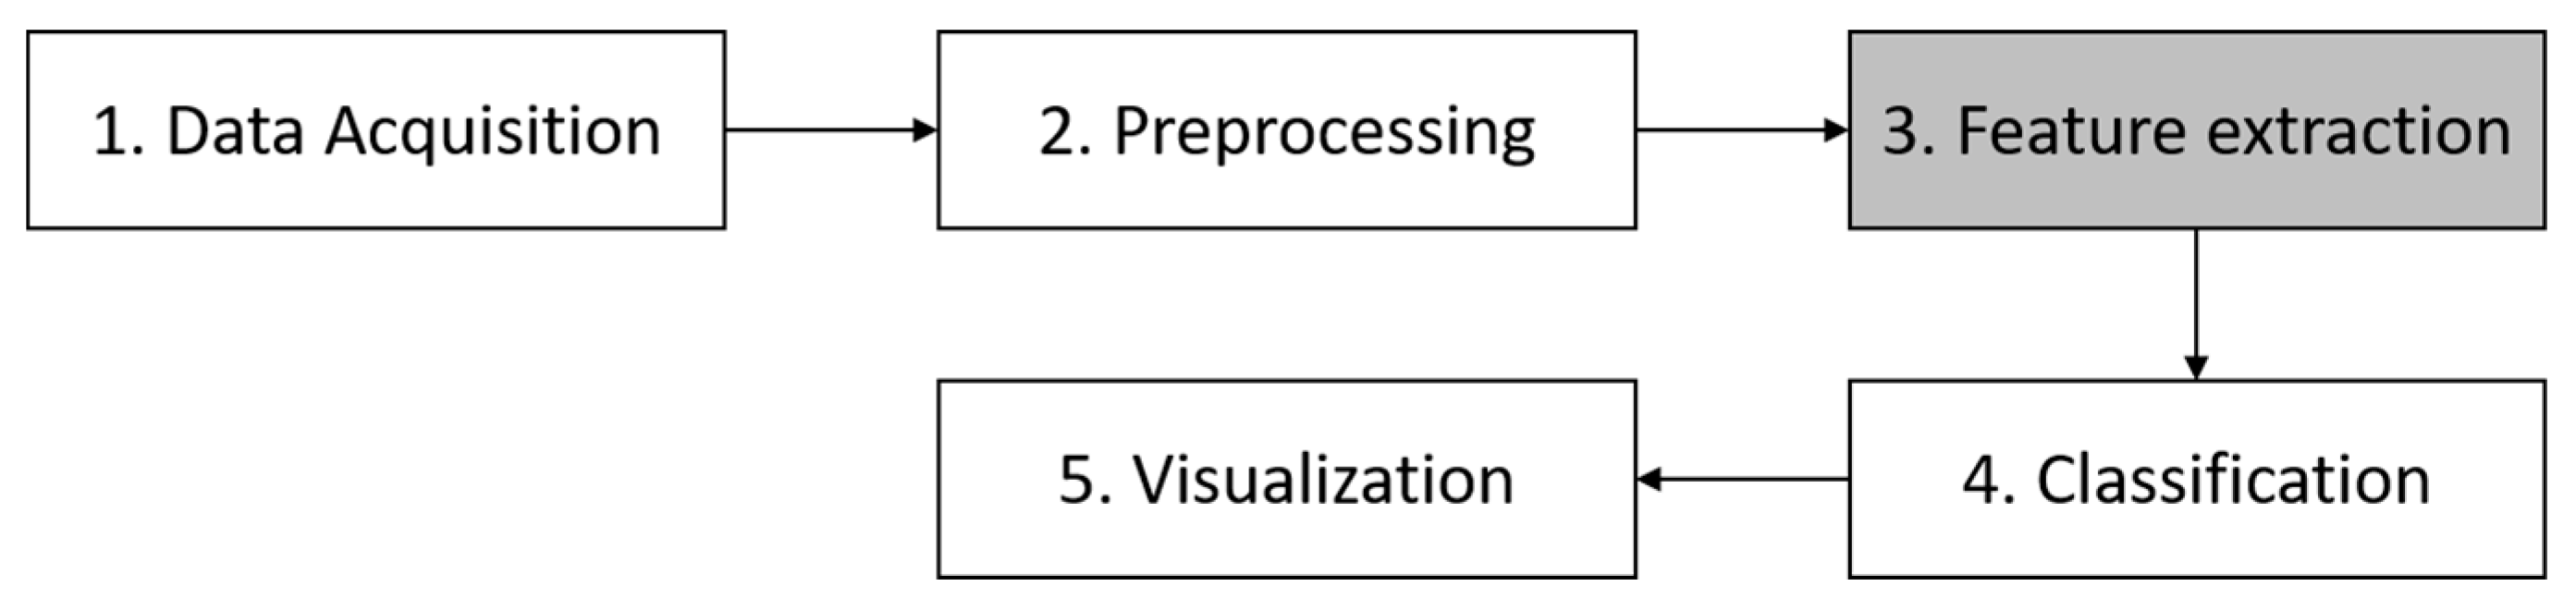 1. Data Acquisition
2. Preprocessing
3. Feature extraction
4. Classification
5. Visualization